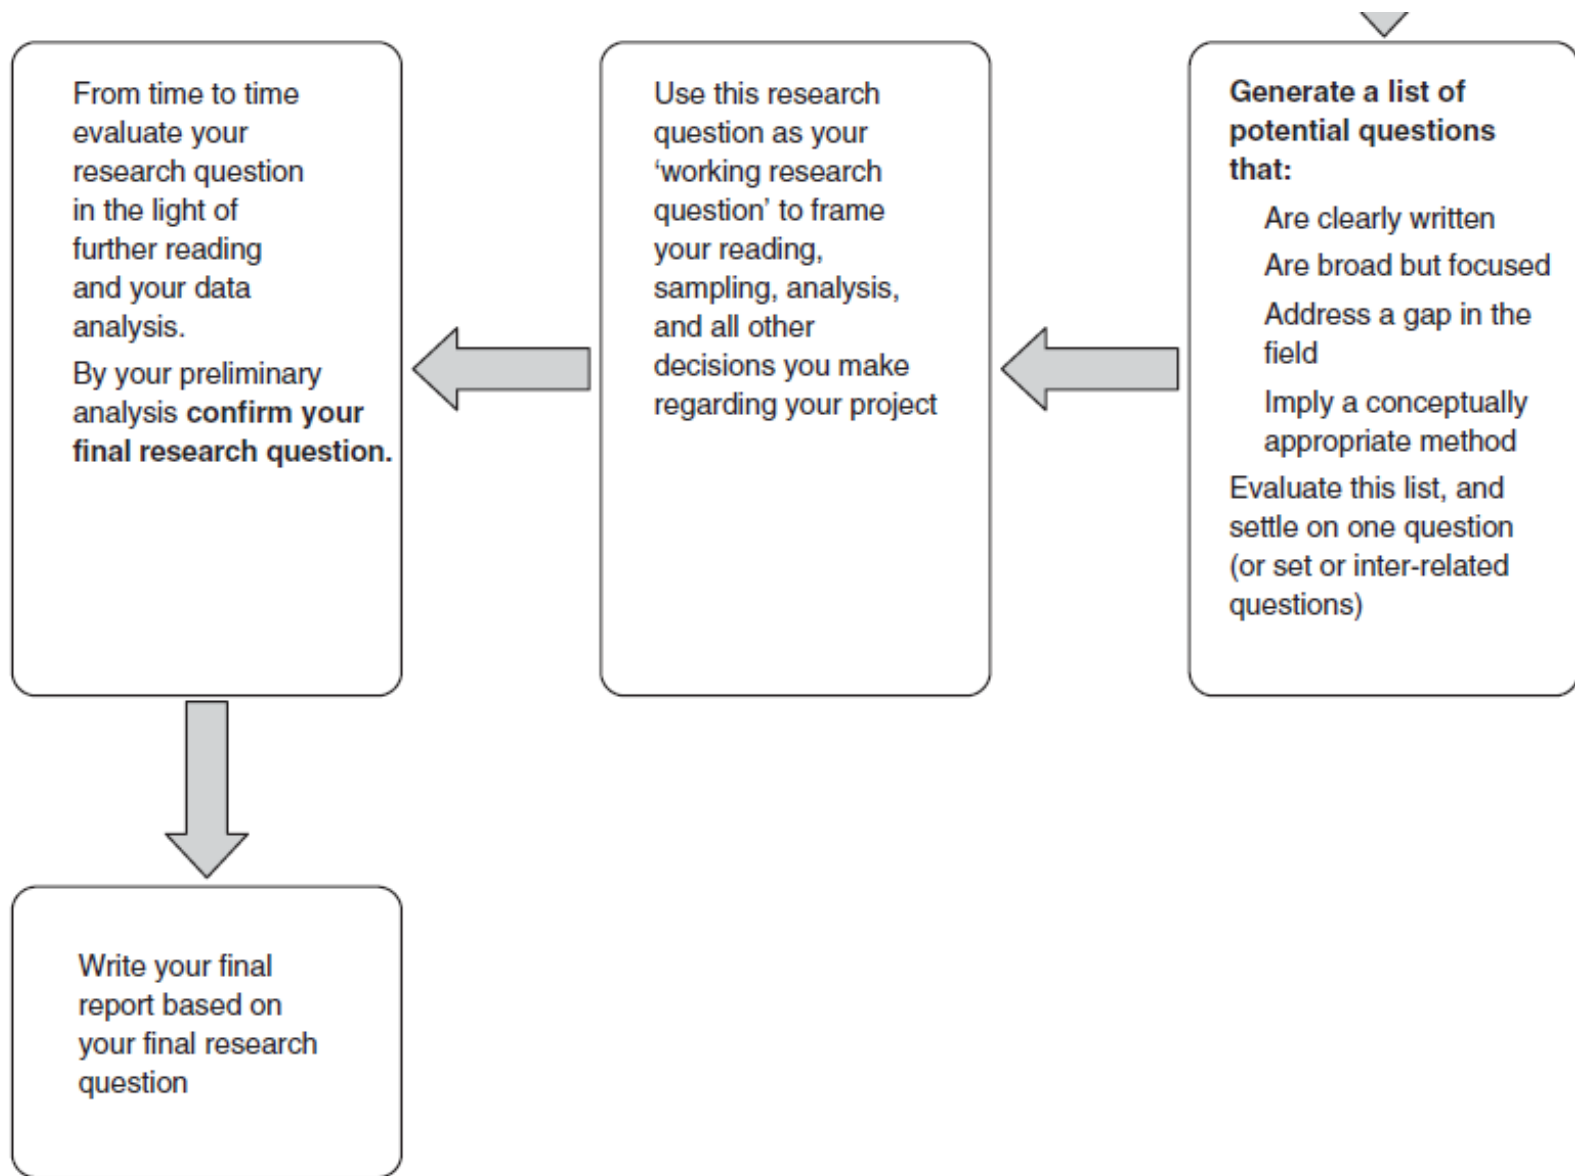 Generate a list of
potential questions
that:
Are clearly written
Are broad but focused
Address a gap in the
field
Imply a conceptually
appropriate method
Evaluate this list, and
settle on one question
(or set or inter-related
questions)
Use this research
question as your
‘working research
question’ to frame
your reading,
sampling, analysis,
and all other
decisions you make
regarding your project
From time to time
evaluate your
research question
in the light of
further reading
and your data
analysis.
By your preliminary
analysis confirm your
final research question.
Write your final
report based on
your final research
question